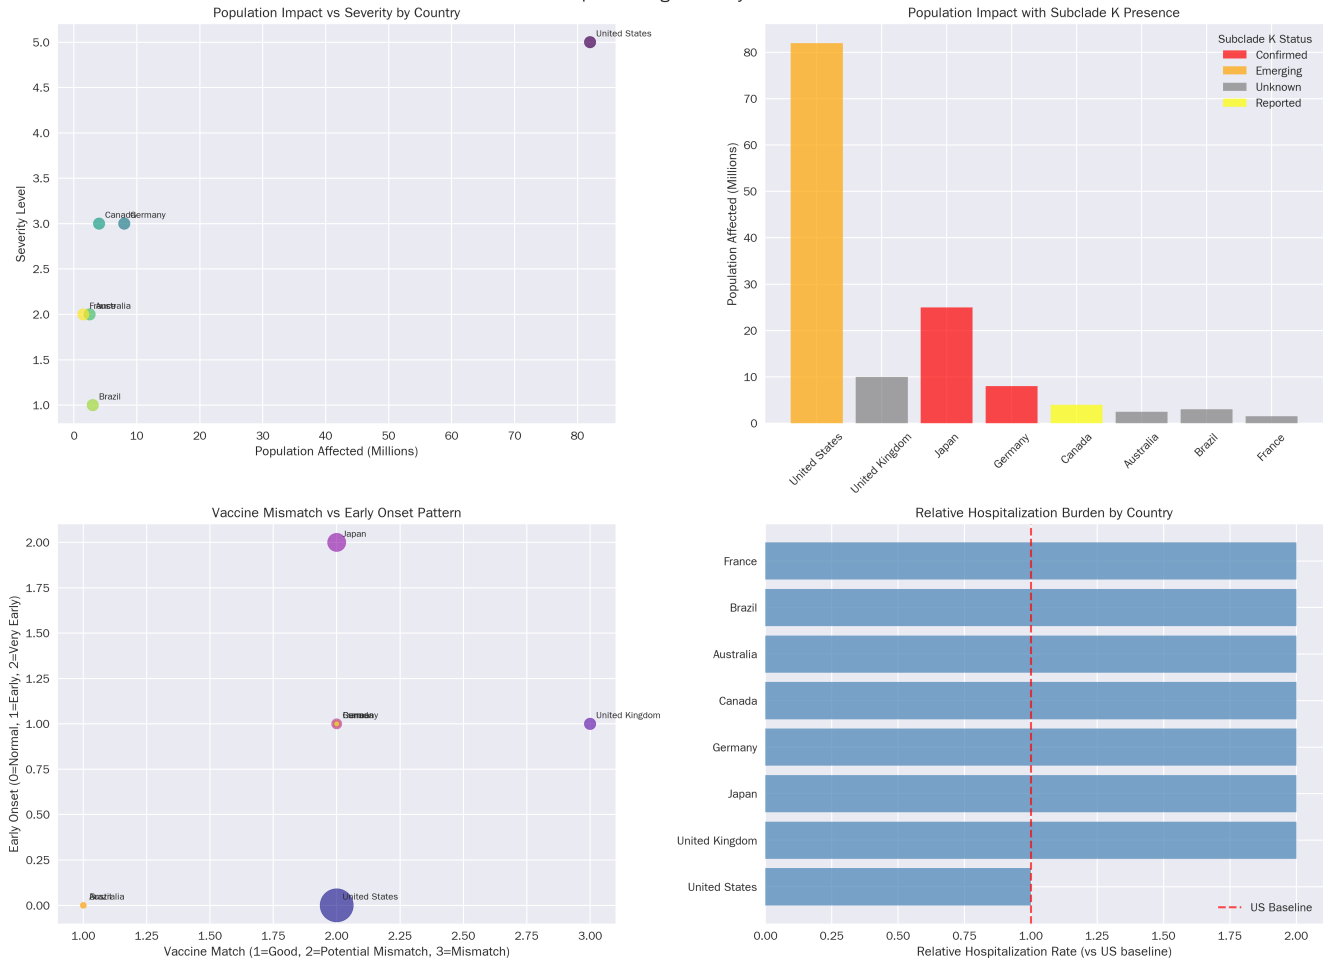 Population Impact vs Severity by Country
5.0
4.5
4.0
3.5
3.0
2.5
2.0
1.5
1.0
Severity Level
United States
Canada
Germany
Australia
Brazil
0 10 20 30 40 50 60 70 80
Population Affected (Millions)
Population Impact with Subclade K Presence
Subclade K Status
Confirmed
Emerging
Unknown
Reported
80
70
60
50
40
30
20
10
0
Population Affected (Millions)
United States
United Kingdom
Japan
Germany
Canada
Australia
Brazil
France
Vaccine Mismatch vs Early Onset Pattern
2.00
1.75
1.50
1.25
1.00
0.75
0.50
0.25
0.00
Early Onset (0=Normal, 1=Early, 2=Very Early)
Japan
United Kingdom
United States
1.00 1.25 1.50 1.75 2.00 2.25 2.50 2.75 3.00
Vaccine Match (1=Good, 2=Potential Mismatch, 3=Mismatch)
Relative Hospitalization Burden by Country
France
Brazil
Australia
Canada
Germany
Japan
United Kingdom
United States
US Baseline
0.00 0.25 0.50 0.75 1.00 1.25 1.50 1.75 2.00
Relative Hospitalization Rate (vs US baseline)